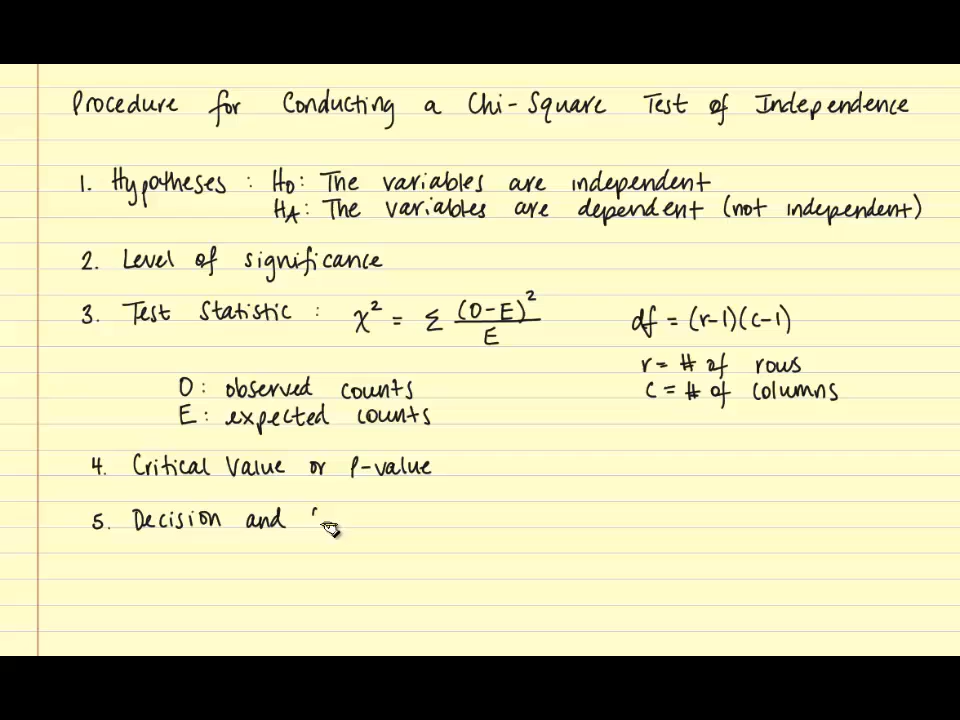 Procedure for Conducting a Chi-Square Test of Independence
1. Hypotheses: H₀: The variables are independent
H_A: The variables are dependent (not independent)
2. Level of significance
3. Test Statistic: χ² = Σ (O-E)²/E df = (r-1)(c-1)
r = # of rows
c = # of columns
O: observed counts
E: expected counts
4. Critical Value or P-value
5. Decision and